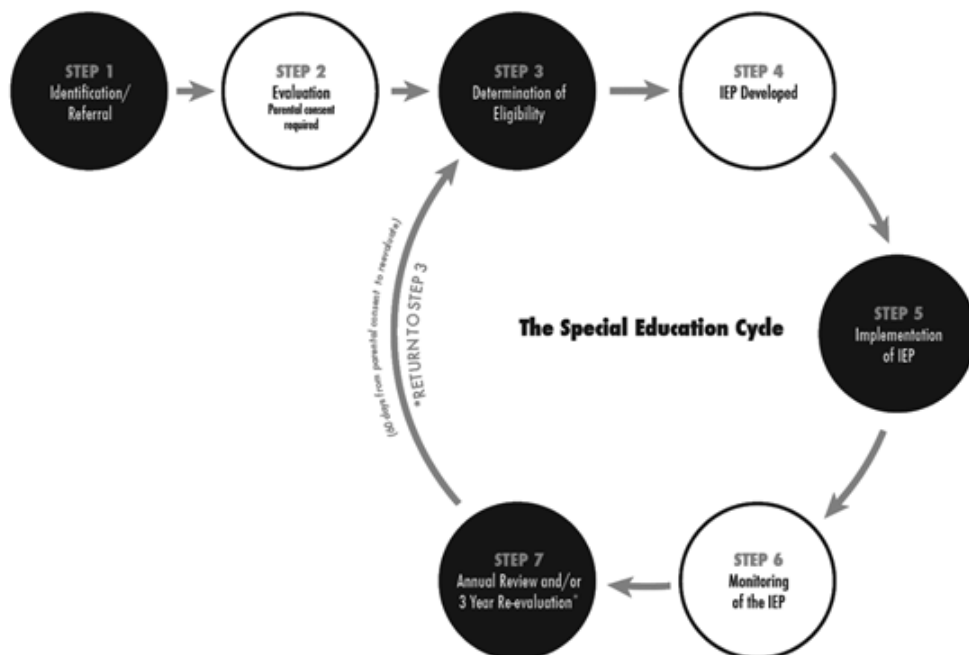 STEP 1
Identification/
Referral
STEP 2
Evaluation
Parental consent
required
STEP 3
Determination of
Eligibility
STEP 4
IEP Developed
(60 days from parental consent to reevaluate)
*RETURN TO STEP 3
The Special Education Cycle
STEP 5
Implementation
of IEP
STEP 7
Annual Review and/or
3 Year Re-evaluation*
STEP 6
Monitoring
of the IEP